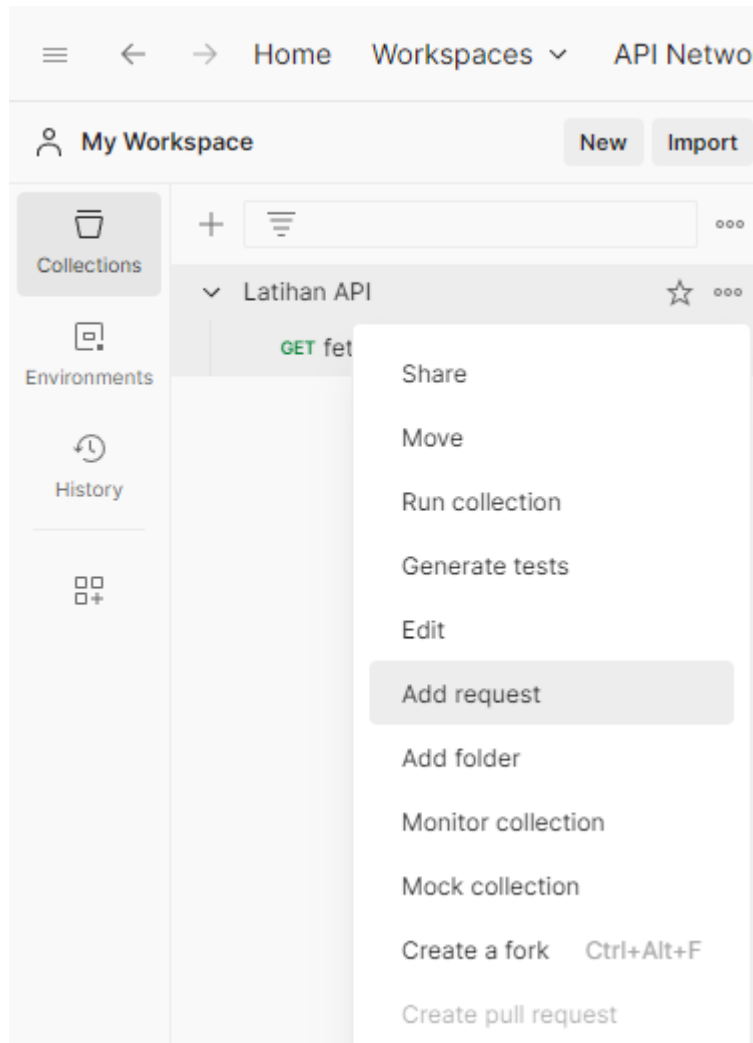 Home Workspaces API Netwo
My Workspace New Import
Collections
Latihan API
GET fet
Environments
History
Share
Move
Run collection
Generate tests
Edit
Add request
Add folder
Monitor collection
Mock collection
Create a fork Ctrl+Alt+F
Create pull request